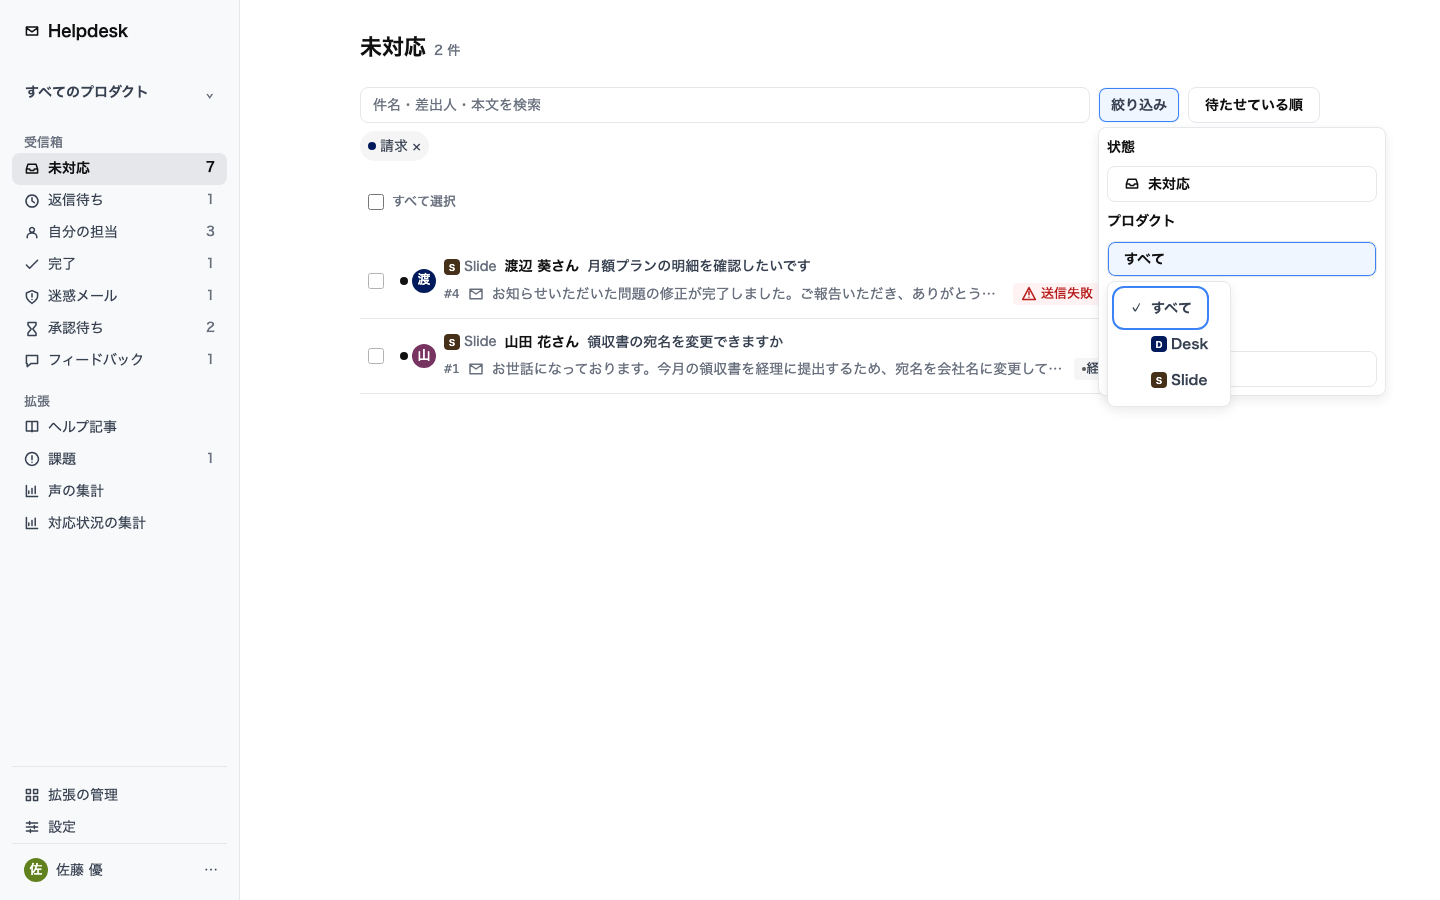 Helpdesk
すべてのプロダクト
受信箱
未対応 7
返信待ち 1
自分の担当 3
完了 1
迷惑メール 1
承認待ち 2
フィードバック 1
拡張
ヘルプ記事
課題 1
声の集計
対応状況の集計
拡張の管理
設定
佐 佐藤 優 …
未対応 2 件
件名・差出人・本文を検索 絞り込み 待たせている順
請求 ×
すべて選択
渡 S Slide 渡辺 葵さん 月額プランの明細を確認したいです
#4 お知らせいただいた問題の修正が完了しました。ご報告いただき、ありがとう… 送信失敗
山 S Slide 山田 花さん 領収書の宛名を変更できますか
#1 お世話になっております。今月の領収書を経理に提出するため、宛名を会社名に変更して… •経
状態
未対応
プロダクト
すべて
✓ すべて
D Desk
S Slide